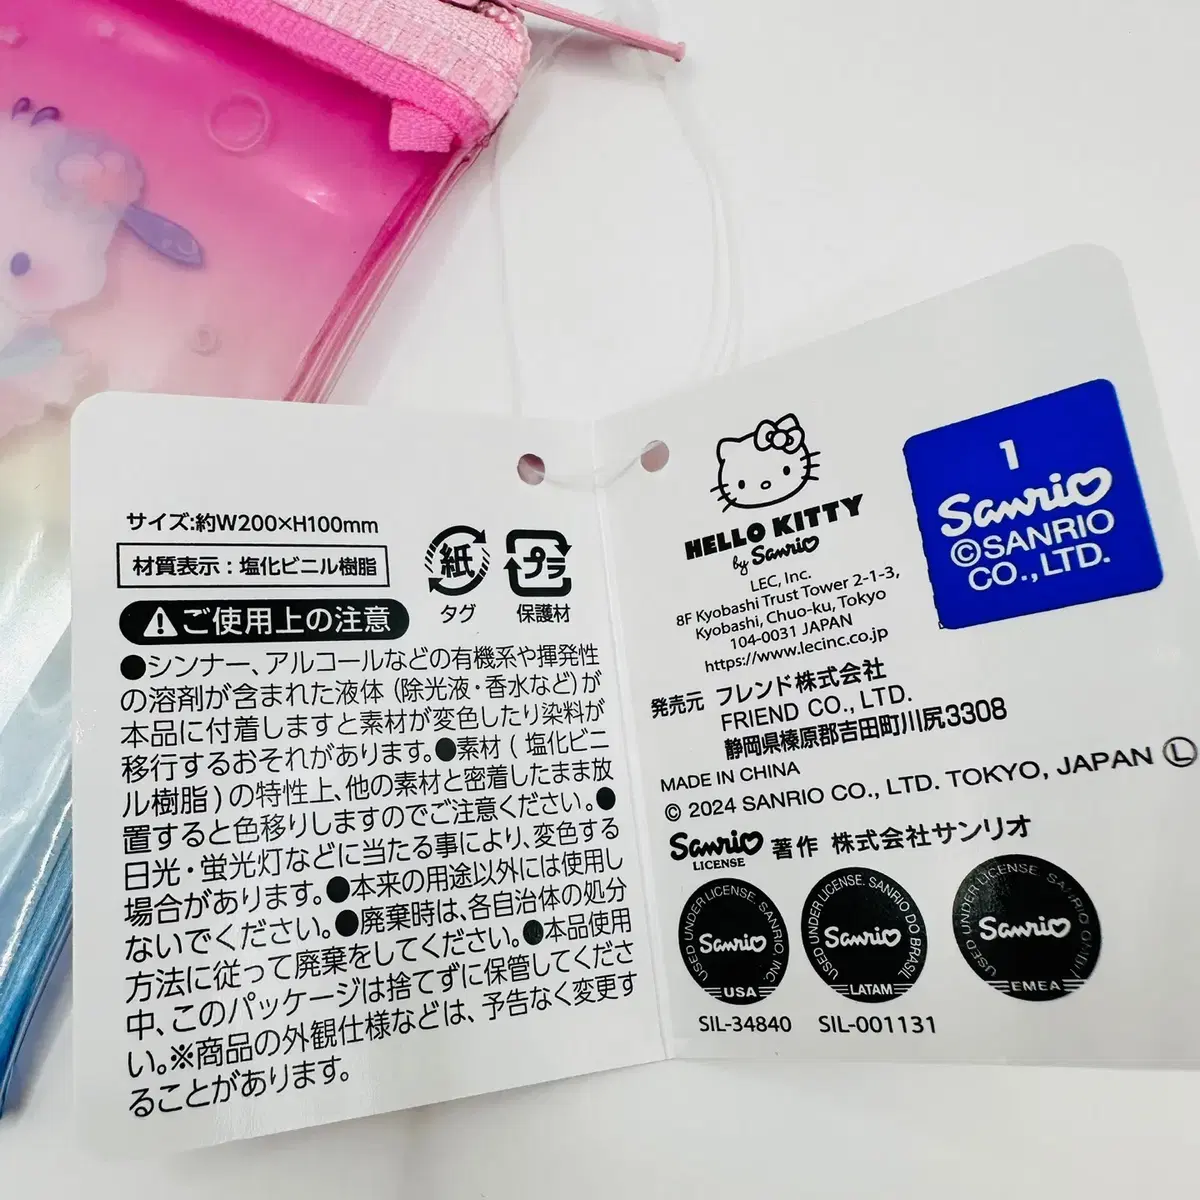 サイズ:約W200×H100mm
材質表示:塩化ビニル樹脂
紙
タグ
プラ
保護材
ご使用上の注意
●シンナー、アルコールなどの有機系や揮発性
の溶剤が含まれた液体(除光液・香水など)が
本品に付着しますと素材が変色したり染料が
移行するおそれがあります。●素材(塩化ビニ
ル樹脂)の特性上、他の素材と密着したまま放
置すると色移りしますのでご注意ください。●
日光・蛍光灯などに当たる事により、変色する
場合があります。●本来の用途以外には使用し
ないでください。●廃棄時は、各自治体の処分
方法に従って廃棄をしてください。●本品使用
中、このパッケージは捨てずに保管してくださ
い。※商品の外観仕様などは、予告なく変更す
ることがあります。
HELLO KITTY
by Sanrio
LEC, Inc.
8F Kyobashi Trust Tower 2-1-3,
Kyobashi, Chuo-ku, Tokyo
104-0031 JAPAN
https://www.lecinc.co.jp
1
Sanrio
©SANRIO
CO.,LTD.
発売元 フレンド株式会社
FRIEND CO., LTD.
静岡県榛原郡吉田町川尻3308
MADE IN CHINA
© 2024 SANRIO CO., LTD. TOKYO, JAPAN Ⓛ
Sanrio LICENSE 著作 株式会社サンリオ
USED UNDER LICENSE. SANRIO, INC.
Sanrio
USA
USED UNDER LICENSE. SANRIO DO BRASIL
Sanrio
LATAM
USED UNDER LICENSE. SANRIO
Sanrio
EMEA
SIL-34840 SIL-001131